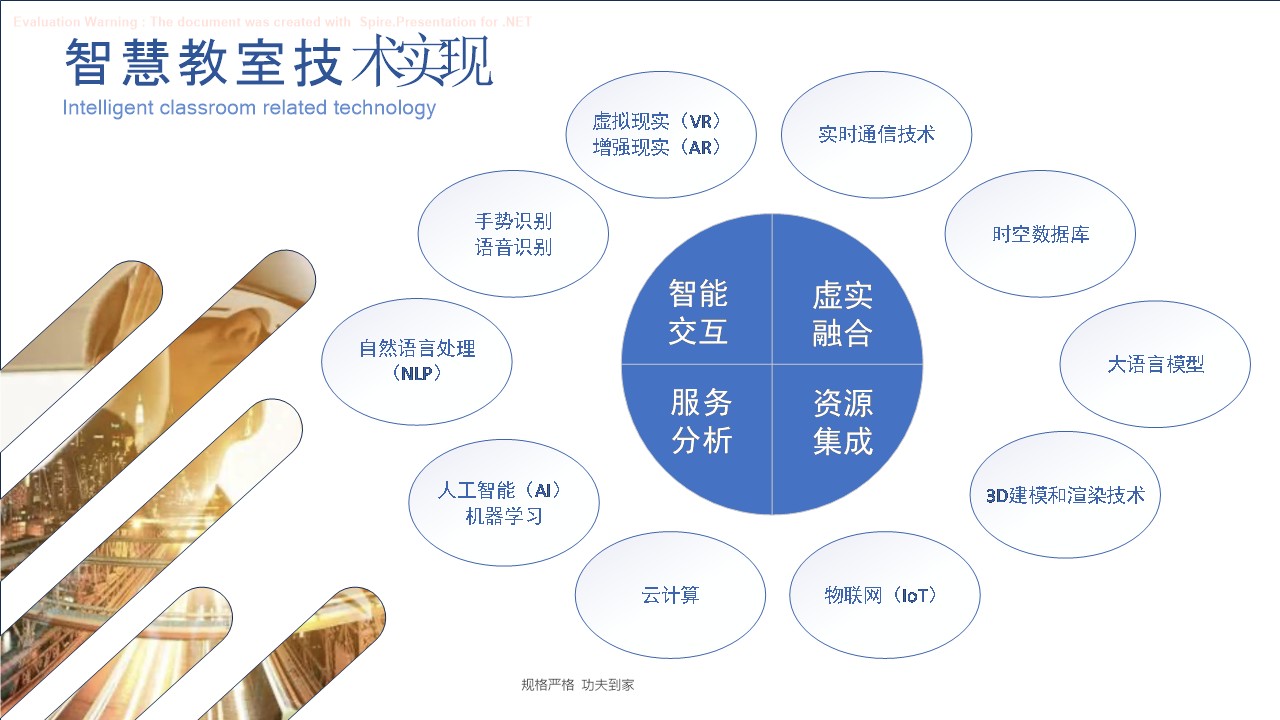 Evaluation Warning : The document was created with Spire.Presentation for .NET
智慧教室技术实现
Intelligent classroom related technology
虚拟现实（VR）
增强现实（AR）
实时通信技术
手势识别
语音识别
时空数据库
自然语言处理
（NLP）
大语言模型
智能
交互
虚实
融合
服务
分析
资源
集成
人工智能（AI）
机器学习
3D建模和渲染技术
云计算
物联网（IoT）
规格严格 功夫到家